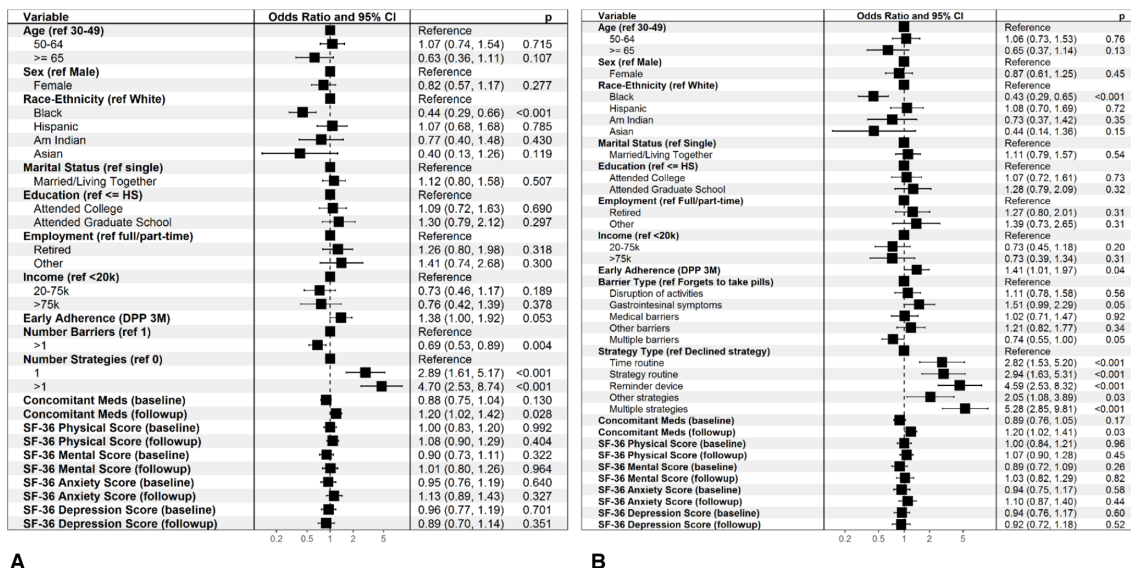 Variable Odds Ratio and 95% CI p
Age (ref 30-49) Reference
50-64 1.07 (0.74, 1.54) 0.715
>= 65 0.63 (0.36, 1.11) 0.107
Sex (ref Male) Reference
Female 0.82 (0.57, 1.17) 0.277
Race-Ethnicity (ref White) Reference
Black 0.44 (0.29, 0.66) <0.001
Hispanic 1.07 (0.68, 1.68) 0.785
Am Indian 0.77 (0.40, 1.48) 0.430
Asian 0.40 (0.13, 1.26) 0.119
Marital Status (ref single) Reference
Married/Living Together 1.12 (0.80, 1.58) 0.507
Education (ref <= HS) Reference
Attended College 1.09 (0.72, 1.63) 0.690
Attended Graduate School 1.30 (0.79, 2.12) 0.297
Employment (ref full/part-time) Reference
Retired 1.26 (0.80, 1.98) 0.318
Other 1.41 (0.74, 2.68) 0.300
Income (ref <20k) Reference
20-75k 0.73 (0.46, 1.17) 0.189
>75k 0.76 (0.42, 1.39) 0.378
Early Adherence (DPP 3M) 1.38 (1.00, 1.92) 0.053
Number Barriers (ref 1) Reference
>1 0.69 (0.53, 0.89) 0.004
Number Strategies (ref 0) Reference
1 2.89 (1.61, 5.17) <0.001
>1 4.70 (2.53, 8.74) <0.001
Concomitant Meds (baseline) 0.88 (0.75, 1.04) 0.130
Concomitant Meds (followup) 1.20 (1.02, 1.42) 0.028
SF-36 Physical Score (baseline) 1.00 (0.83, 1.20) 0.992
SF-36 Physical Score (followup) 1.08 (0.90, 1.29) 0.404
SF-36 Mental Score (baseline) 0.90 (0.73, 1.11) 0.322
SF-36 Mental Score (followup) 1.01 (0.80, 1.26) 0.964
SF-36 Anxiety Score (baseline) 0.95 (0.76, 1.19) 0.640
SF-36 Anxiety Score (followup) 1.13 (0.89, 1.43) 0.327
SF-36 Depression Score (baseline) 0.96 (0.77, 1.19) 0.701
SF-36 Depression Score (followup) 0.89 (0.70, 1.14) 0.351
0.2 0.5 1 2 5
A
Variable Odds Ratio and 95% CI p
Age (ref 30-49) Reference
50-64 1.06 (0.73, 1.53) 0.76
>= 65 0.65 (0.37, 1.14) 0.13
Sex (ref Male) Reference
Female 0.87 (0.61, 1.25) 0.45
Race-Ethnicity (ref White) Reference
Black 0.43 (0.29, 0.65) <0.001
Hispanic 1.08 (0.70, 1.69) 0.72
Am Indian 0.73 (0.37, 1.42) 0.35
Asian 0.44 (0.14, 1.36) 0.15
Marital Status (ref Single) Reference
Married/Living Together 1.11 (0.79, 1.57) 0.54
Education (ref <= HS) Reference
Attended College 1.07 (0.72, 1.61) 0.73
Attended Graduate School 1.28 (0.79, 2.09) 0.32
Employment (ref Full/part-time) Reference
Retired 1.27 (0.80, 2.01) 0.31
Other 1.39 (0.73, 2.65) 0.31
Income (ref <20k) Reference
20-75k 0.73 (0.45, 1.18) 0.20
>75k 0.73 (0.39, 1.34) 0.31
Early Adherence (DPP 3M) 1.41 (1.01, 1.97) 0.04
Barrier Type (ref Forgets to take pills) Reference
Disruption of activities 1.11 (0.78, 1.58) 0.56
Gastrointestinal symptoms 1.51 (0.99, 2.29) 0.05
Medical barriers 1.02 (0.71, 1.47) 0.92
Other barriers 1.21 (0.82, 1.77) 0.34
Multiple barriers 0.74 (0.55, 1.00) 0.05
Strategy Type (ref Declined strategy) Reference
Time routine 2.82 (1.53, 5.20) <0.001
Strategy routine 2.94 (1.63, 5.31) <0.001
Reminder device 4.59 (2.53, 8.32) <0.001
Other strategies 2.05 (1.08, 3.89) 0.03
Multiple strategies 5.28 (2.85, 9.81) <0.001
Concomitant Meds (baseline) 0.89 (0.76, 1.05) 0.17
Concomitant Meds (followup) 1.20 (1.02, 1.41) 0.03
SF-36 Physical Score (baseline) 1.00 (0.84, 1.21) 0.96
SF-36 Physical Score (followup) 1.07 (0.90, 1.28) 0.45
SF-36 Mental Score (baseline) 0.89 (0.72, 1.09) 0.26
SF-36 Mental Score (followup) 1.03 (0.82, 1.29) 0.82
SF-36 Anxiety Score (baseline) 0.94 (0.75, 1.17) 0.58
SF-36 Anxiety Score (followup) 1.10 (0.87, 1.40) 0.44
SF-36 Depression Score (baseline) 0.94 (0.76, 1.17) 0.60
SF-36 Depression Score (followup) 0.92 (0.72, 1.18) 0.52
0.2 0.5 1 2 5
B